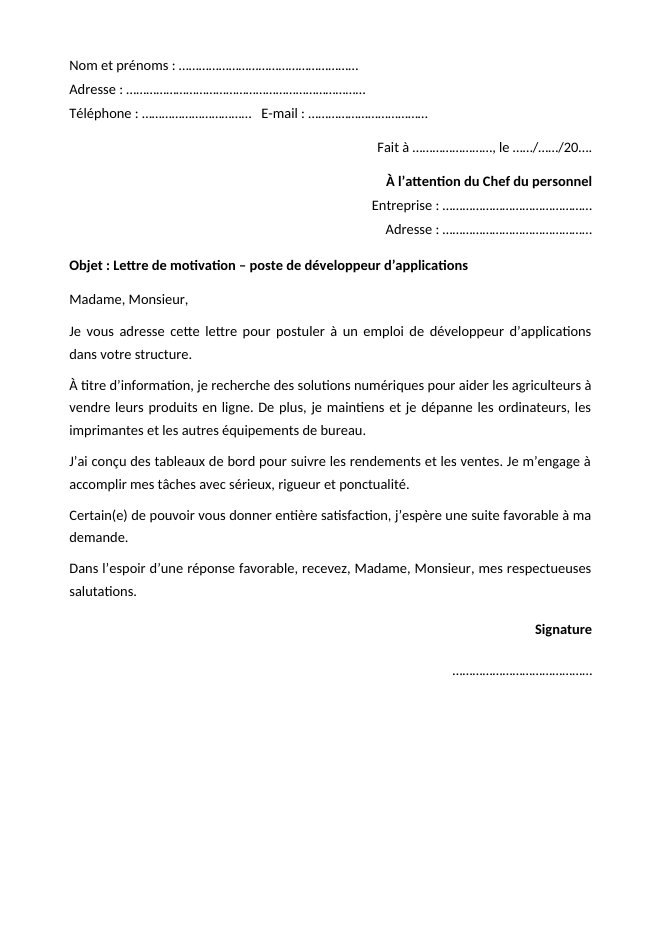 Nom et prénoms : ……………………………………………….
Adresse : ………………………………………………………………
Téléphone : ……………………………  E-mail : ………………………………
Fait à ……………………, le ……/……/20….
À l’attention du Chef du personnel
Entreprise : ………………………………………
Adresse : ………………………………………
Objet : Lettre de motivation – poste de développeur d’applications
Madame, Monsieur,
Je vous adresse cette lettre pour postuler à un emploi de développeur d’applications
dans votre structure.
À titre d’information, je recherche des solutions numériques pour aider les agriculteurs à
vendre leurs produits en ligne. De plus, je maintiens et je dépanne les ordinateurs, les
imprimantes et les autres équipements de bureau.
J’ai conçu des tableaux de bord pour suivre les rendements et les ventes. Je m’engage à
accomplir mes tâches avec sérieux, rigueur et ponctualité.
Certain(e) de pouvoir vous donner entière satisfaction, j’espère une suite favorable à ma
demande.
Dans l’espoir d’une réponse favorable, recevez, Madame, Monsieur, mes respectueuses
salutations.
Signature
……………………………………